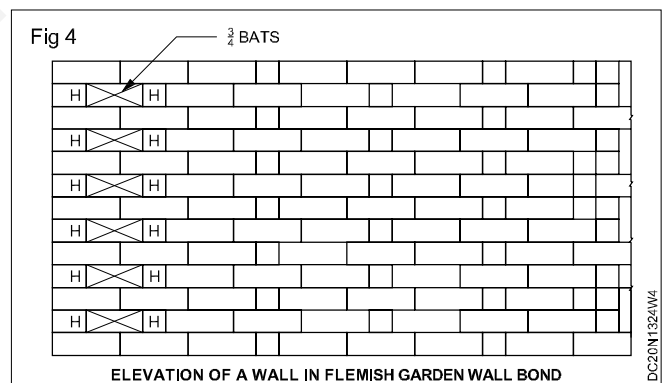 Fig 4
3/4 BATS
H H
H H
H H
H H
H H
H H
ELEVATION OF A WALL IN FLEMISH GARDEN WALL BOND
DC20N1324W4